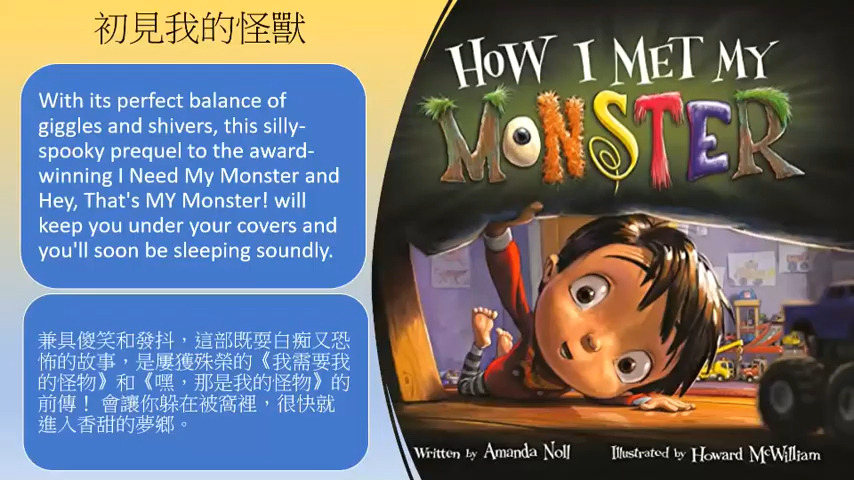 初見我的怪獸
With its perfect balance of
giggles and shivers, this silly-
spooky prequel to the award-
winning I Need My Monster and
Hey, That's MY Monster! will
keep you under your covers and
you'll soon be sleeping soundly.
兼具傻笑和發抖，這部既耍白痴又恐
怖的故事，是屢獲殊榮的《我需要我
的怪物》和《嘿，那是我的怪物》的
前傳！ 會讓你躲在被窩裡，很快就
進入香甜的夢鄉。
HOW I MET MY
MONSTER
Written by Amanda Noll
Illustrated by Howard McWilliam